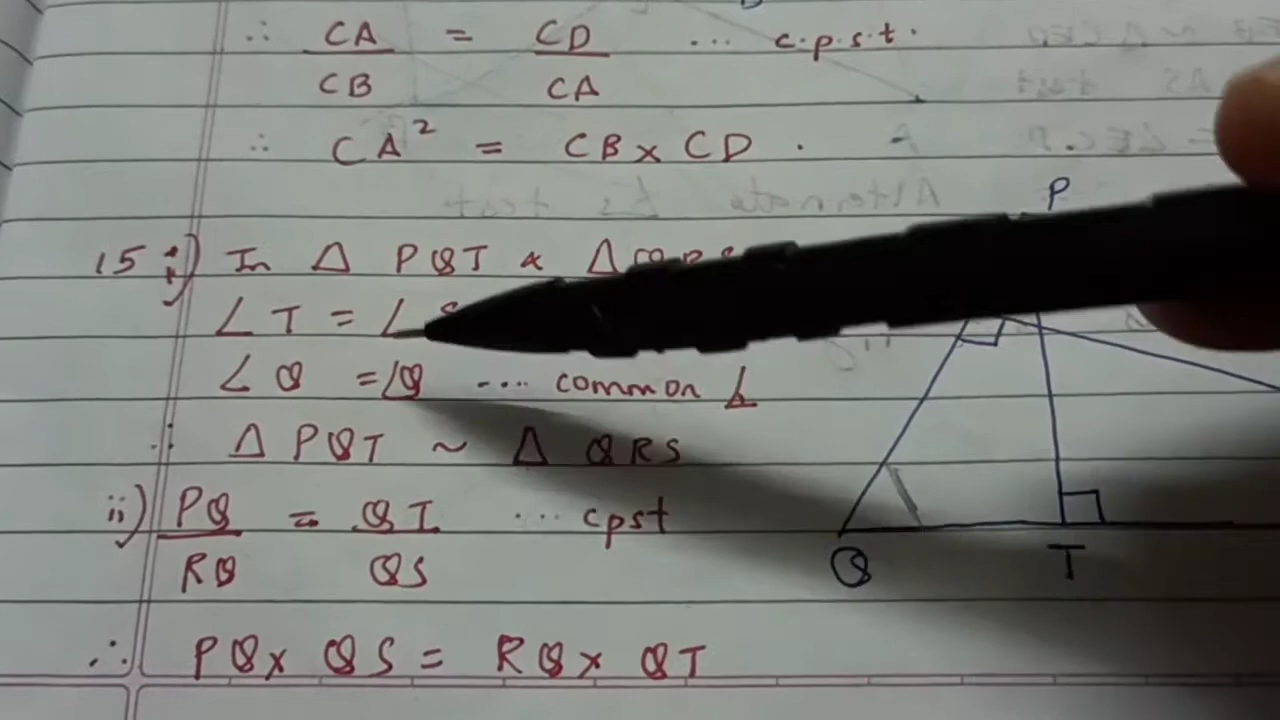 ∴ CA/CB = CD/CA ... c.p.s.t.
∴ CA² = CB x CD .
P
15 i) In Δ PQT & Δ
∠T = ∠S
∠Q = ∠Q .... common ∠
∴ Δ PQT ~ Δ QRS
ii) PQ/RQ = QT/QS ... cpst
Q T
∴ PQ x QS = RQ x QT